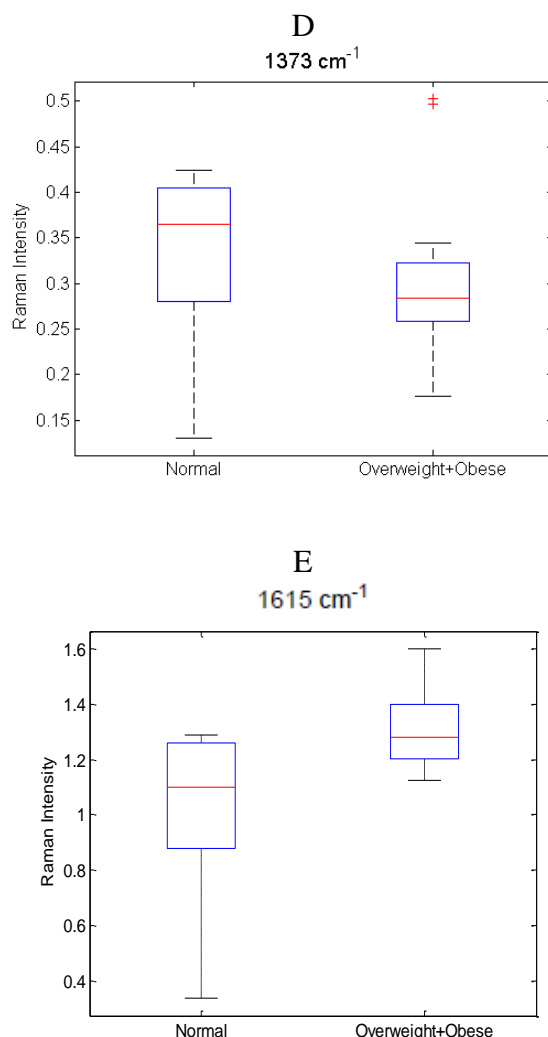 D
1373 cm-1
0.5
0.45
0.4
0.35
0.3
0.25
0.2
0.15
Raman Intensity
Normal Overweight+Obese
E
1615 cm-1
1.6
1.4
1.2
1
0.8
0.6
0.4
Raman Intensity
Normal Overweight+Obese